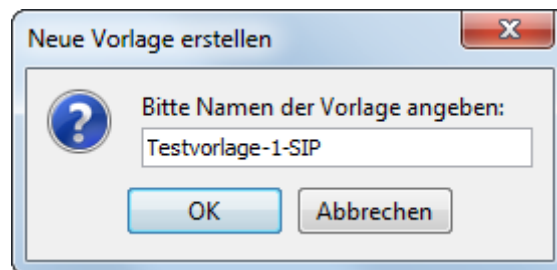 Neue Vorlage erstellen
Bitte Namen der Vorlage angeben:
Testvorlage-1-SIP
OK
Abbrechen